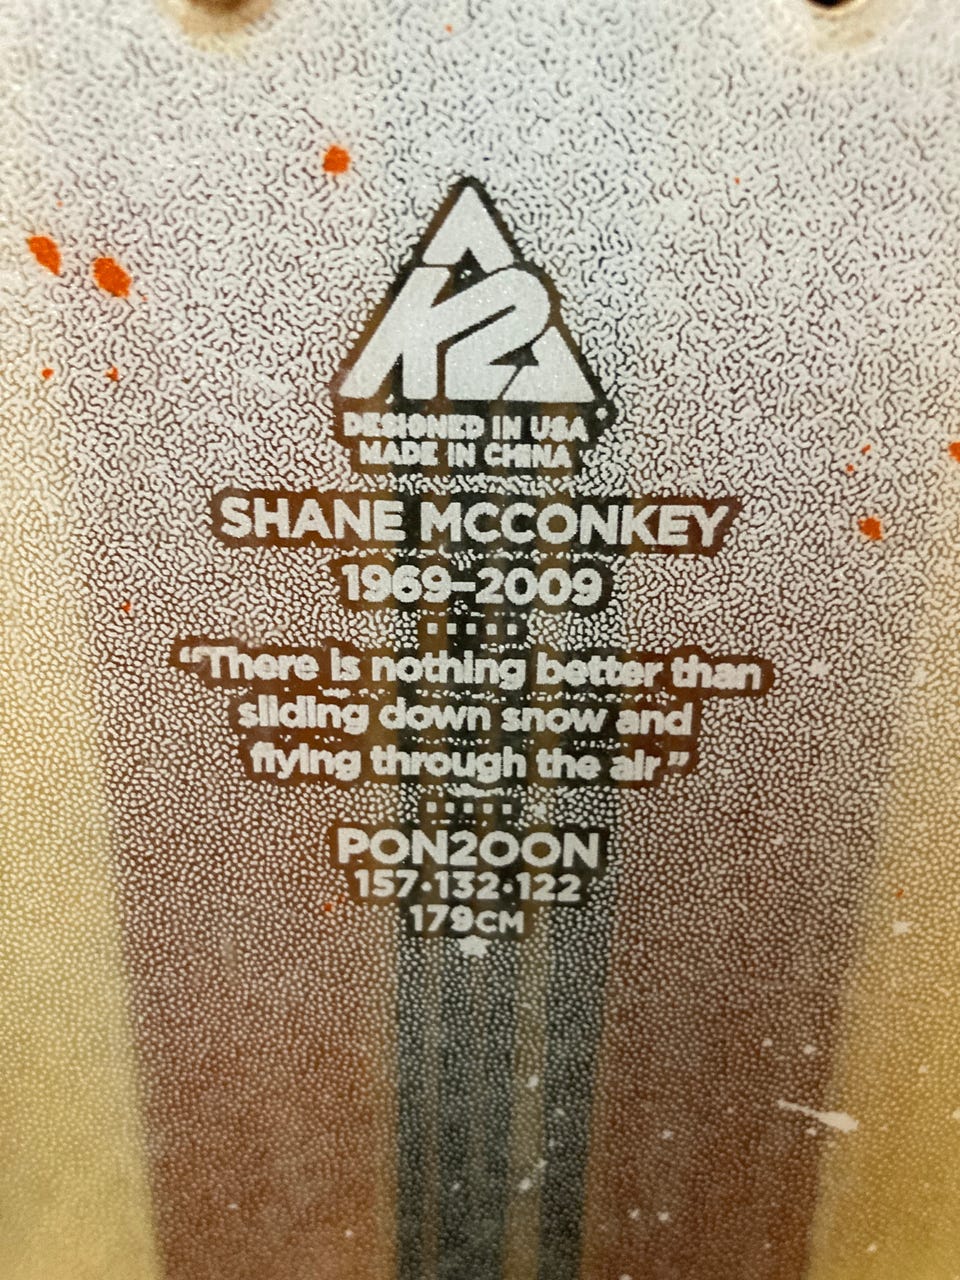 K2
DESIGNED IN USA
MADE IN CHINA
SHANE MCCONKEY
1969-2009
“There is nothing better than
sliding down snow and
flying through the air”
PON2OON
157•132•122
179CM